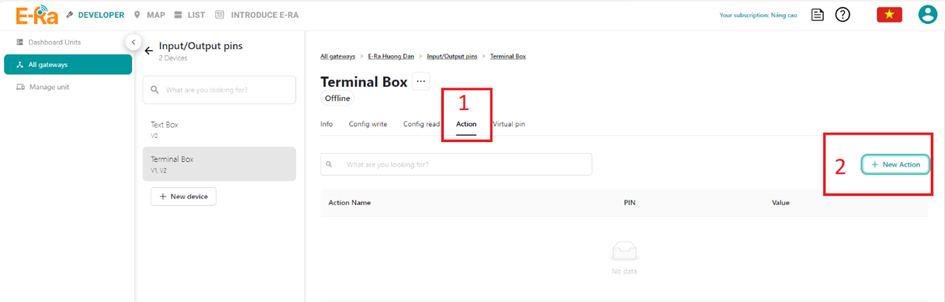 E-Ra
DEVELOPER MAP LIST INTRODUCE E-RA
Your subscription: Nâng cao
Dashboard Units
All gateways
Manage unit
Input/Output pins
2 Devices
What are you looking for?
Text Box
V0
Terminal Box
V1, V2
+ New device
All gateways > E-Ra Huong Dan > Input/Output pins > Terminal Box
Terminal Box ...
Offline
1
Info Config write Config read Action Virtual pin
What are you looking for?
2
+ New Action
Action Name PIN Value
No data